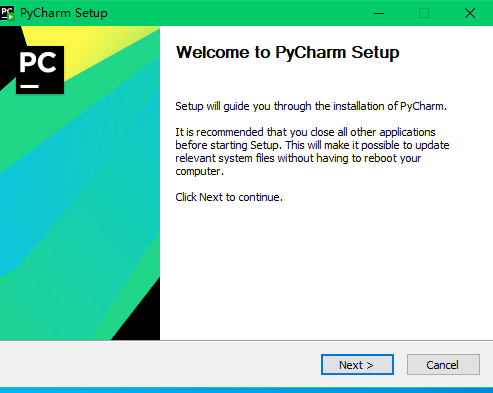 PyCharm Setup
PC
Welcome to PyCharm Setup
PC
Setup will guide you through the installation of PyCharm.
It is recommended that you close all other applications
before starting Setup. This will make it possible to update
relevant system files without having to reboot your
computer.
Click Next to continue.
Next >
Cancel